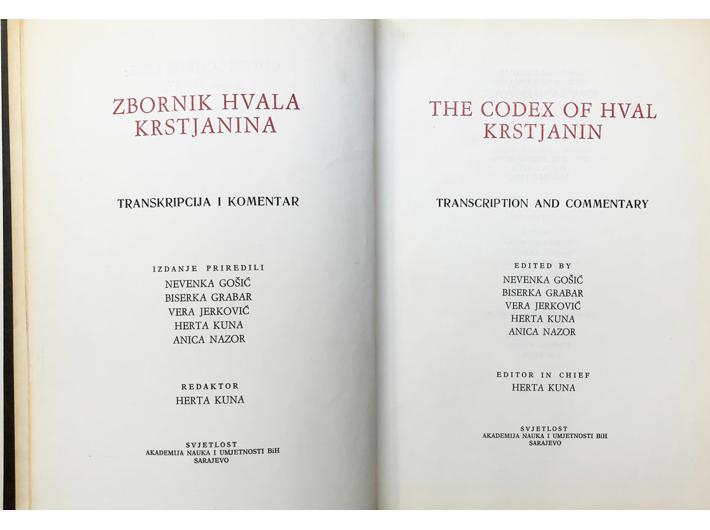 ZBORNIK HVALA
KRSTJANINA
TRANSKRIPCIJA I KOMENTAR
IZDANJE PRIREDILI
NEVENKA GOŠIĆ
BISERKA GRABAR
VERA JERKOVIĆ
HERTA KUNA
ANICA NAZOR
REDAKTOR
HERTA KUNA
SVJETLOST
AKADEMIJA NAUKA I UMJETNOSTI BiH
SARAJEVO
THE CODEX OF HVAL
KRSTJANIN
TRANSCRIPTION AND COMMENTARY
EDITED BY
NEVENKA GOŠIĆ
BISERKA GRABAR
VERA JERKOVIĆ
HERTA KUNA
ANICA NAZOR
EDITOR IN CHIEF
HERTA KUNA
SVJETLOST
AKADEMIJA NAUKA I UMJETNOSTI BiH
SARAJEVO